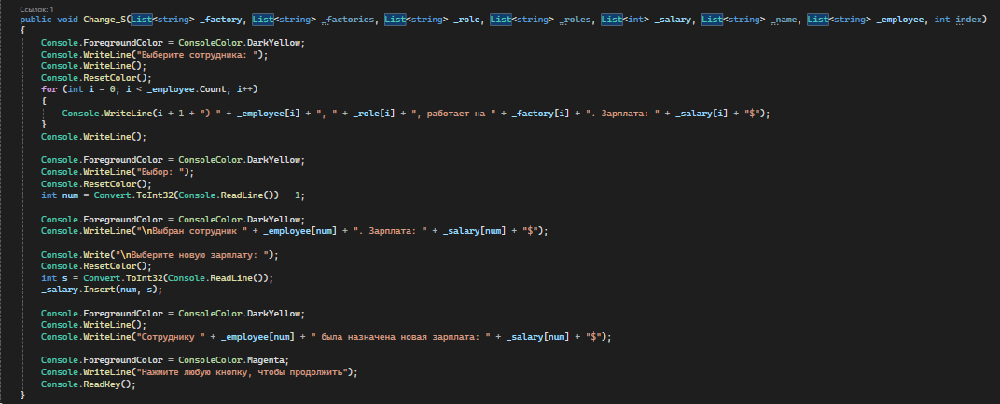 Ссылок: 1
public void Change_S(List<string> _factory, List<string> _factories, List<string> _role, List<string> _roles, List<int> _salary, List<string> _name, List<string> _employee, int index)
{
Console.ForegroundColor = ConsoleColor.DarkYellow;
Console.WriteLine("Выберите сотрудника: ");
Console.WriteLine();
Console.ResetColor();
for (int i = 0; i < _employee.Count; i++)
{
Console.WriteLine(i + 1 + ") " + _employee[i] + ", " + _role[i] + ", работает на " + _factory[i] + ". Зарплата: " + _salary[i] + "$");
}
Console.WriteLine();
Console.ForegroundColor = ConsoleColor.DarkYellow;
Console.WriteLine("Выбор: ");
Console.ResetColor();
int num = Convert.ToInt32(Console.ReadLine()) - 1;
Console.ForegroundColor = ConsoleColor.DarkYellow;
Console.WriteLine("\nВыбран сотрудник " + _employee[num] + ". Зарплата: " + _salary[num] + "$");
Console.Write("\nВыберите новую зарплату: ");
Console.ResetColor();
int s = Convert.ToInt32(Console.ReadLine());
_salary.Insert(num, s);
Console.ForegroundColor = ConsoleColor.DarkYellow;
Console.WriteLine();
Console.WriteLine("Сотруднику " + _employee[num] + " была назначена новая зарплата: " + _salary[num] + "$");
Console.ForegroundColor = ConsoleColor.Magenta;
Console.WriteLine("Нажмите любую кнопку, чтобы продолжить");
Console.ReadKey();
}